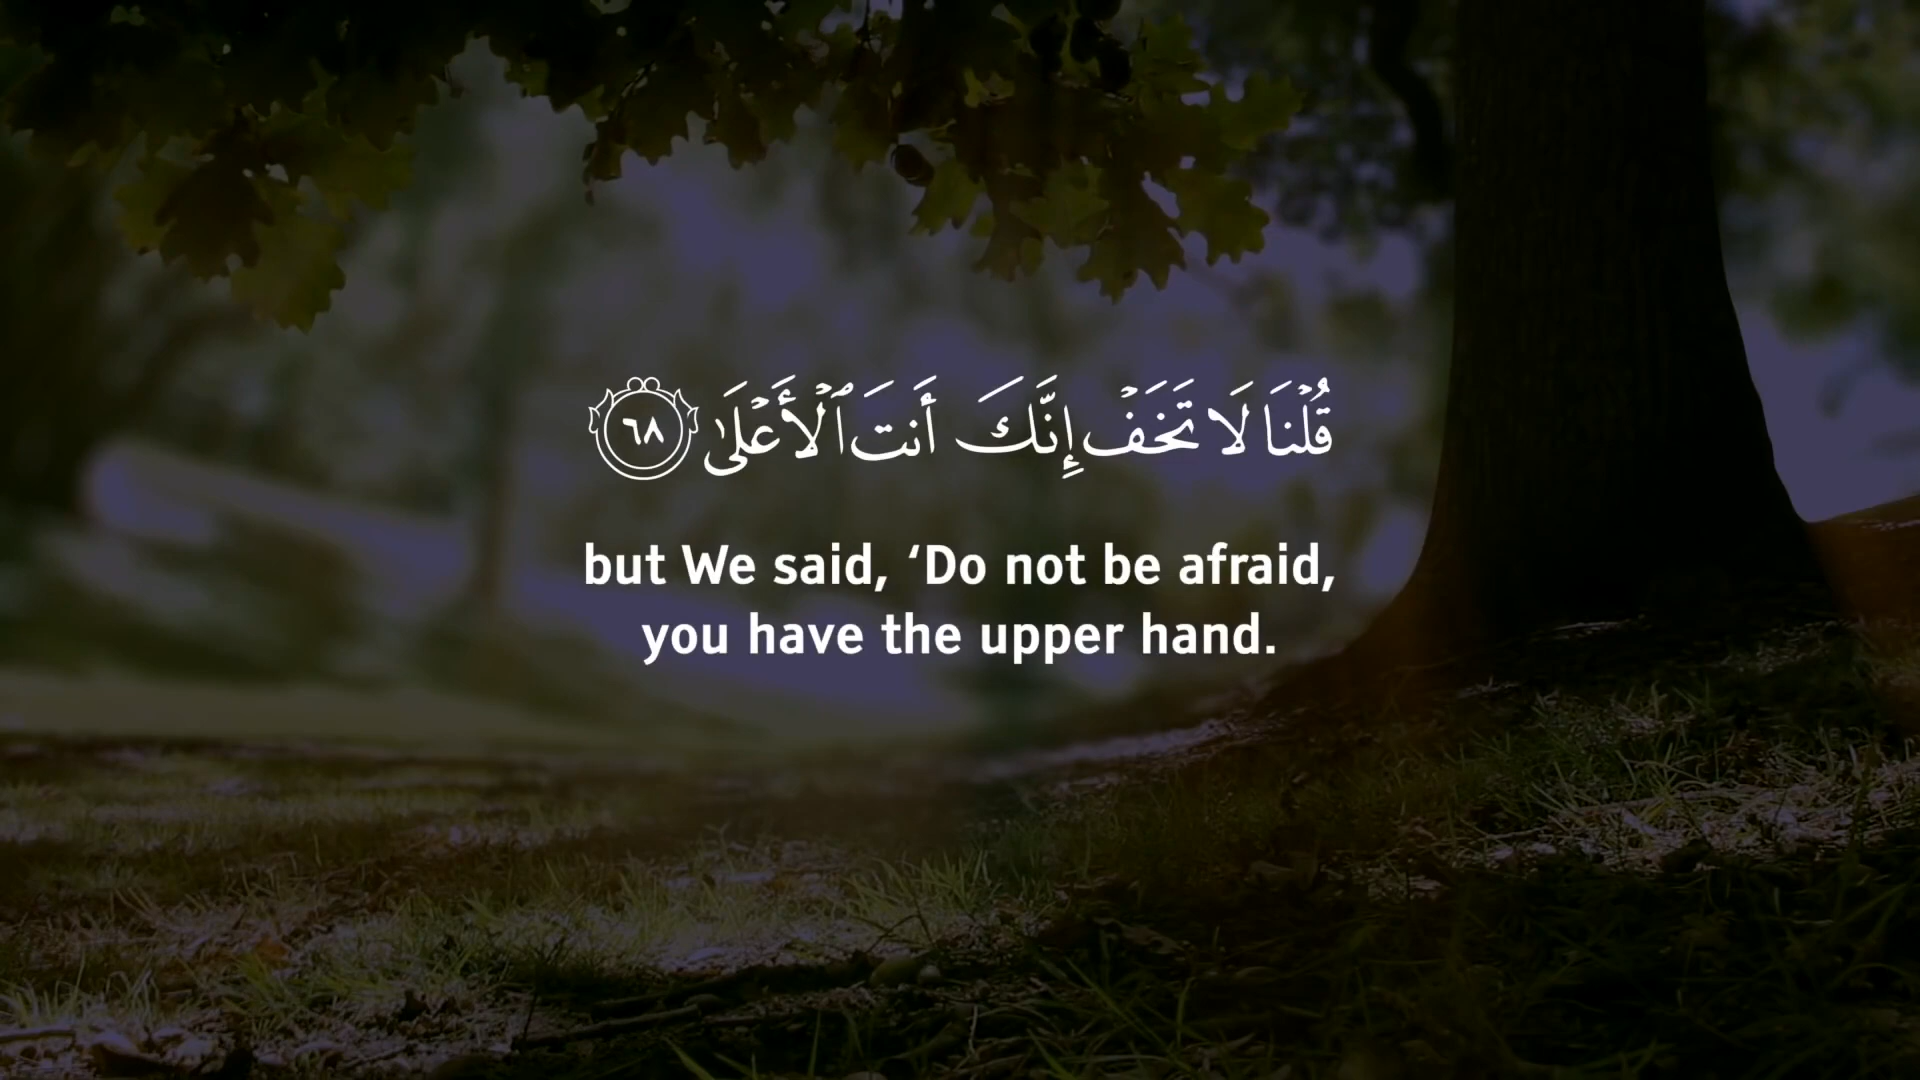 قُلْنَا لَا تَخَفْ إِنَّكَ أَنتَ ٱلْأَعْلَىٰ ٦٨
but We said, ‘Do not be afraid,
you have the upper hand.